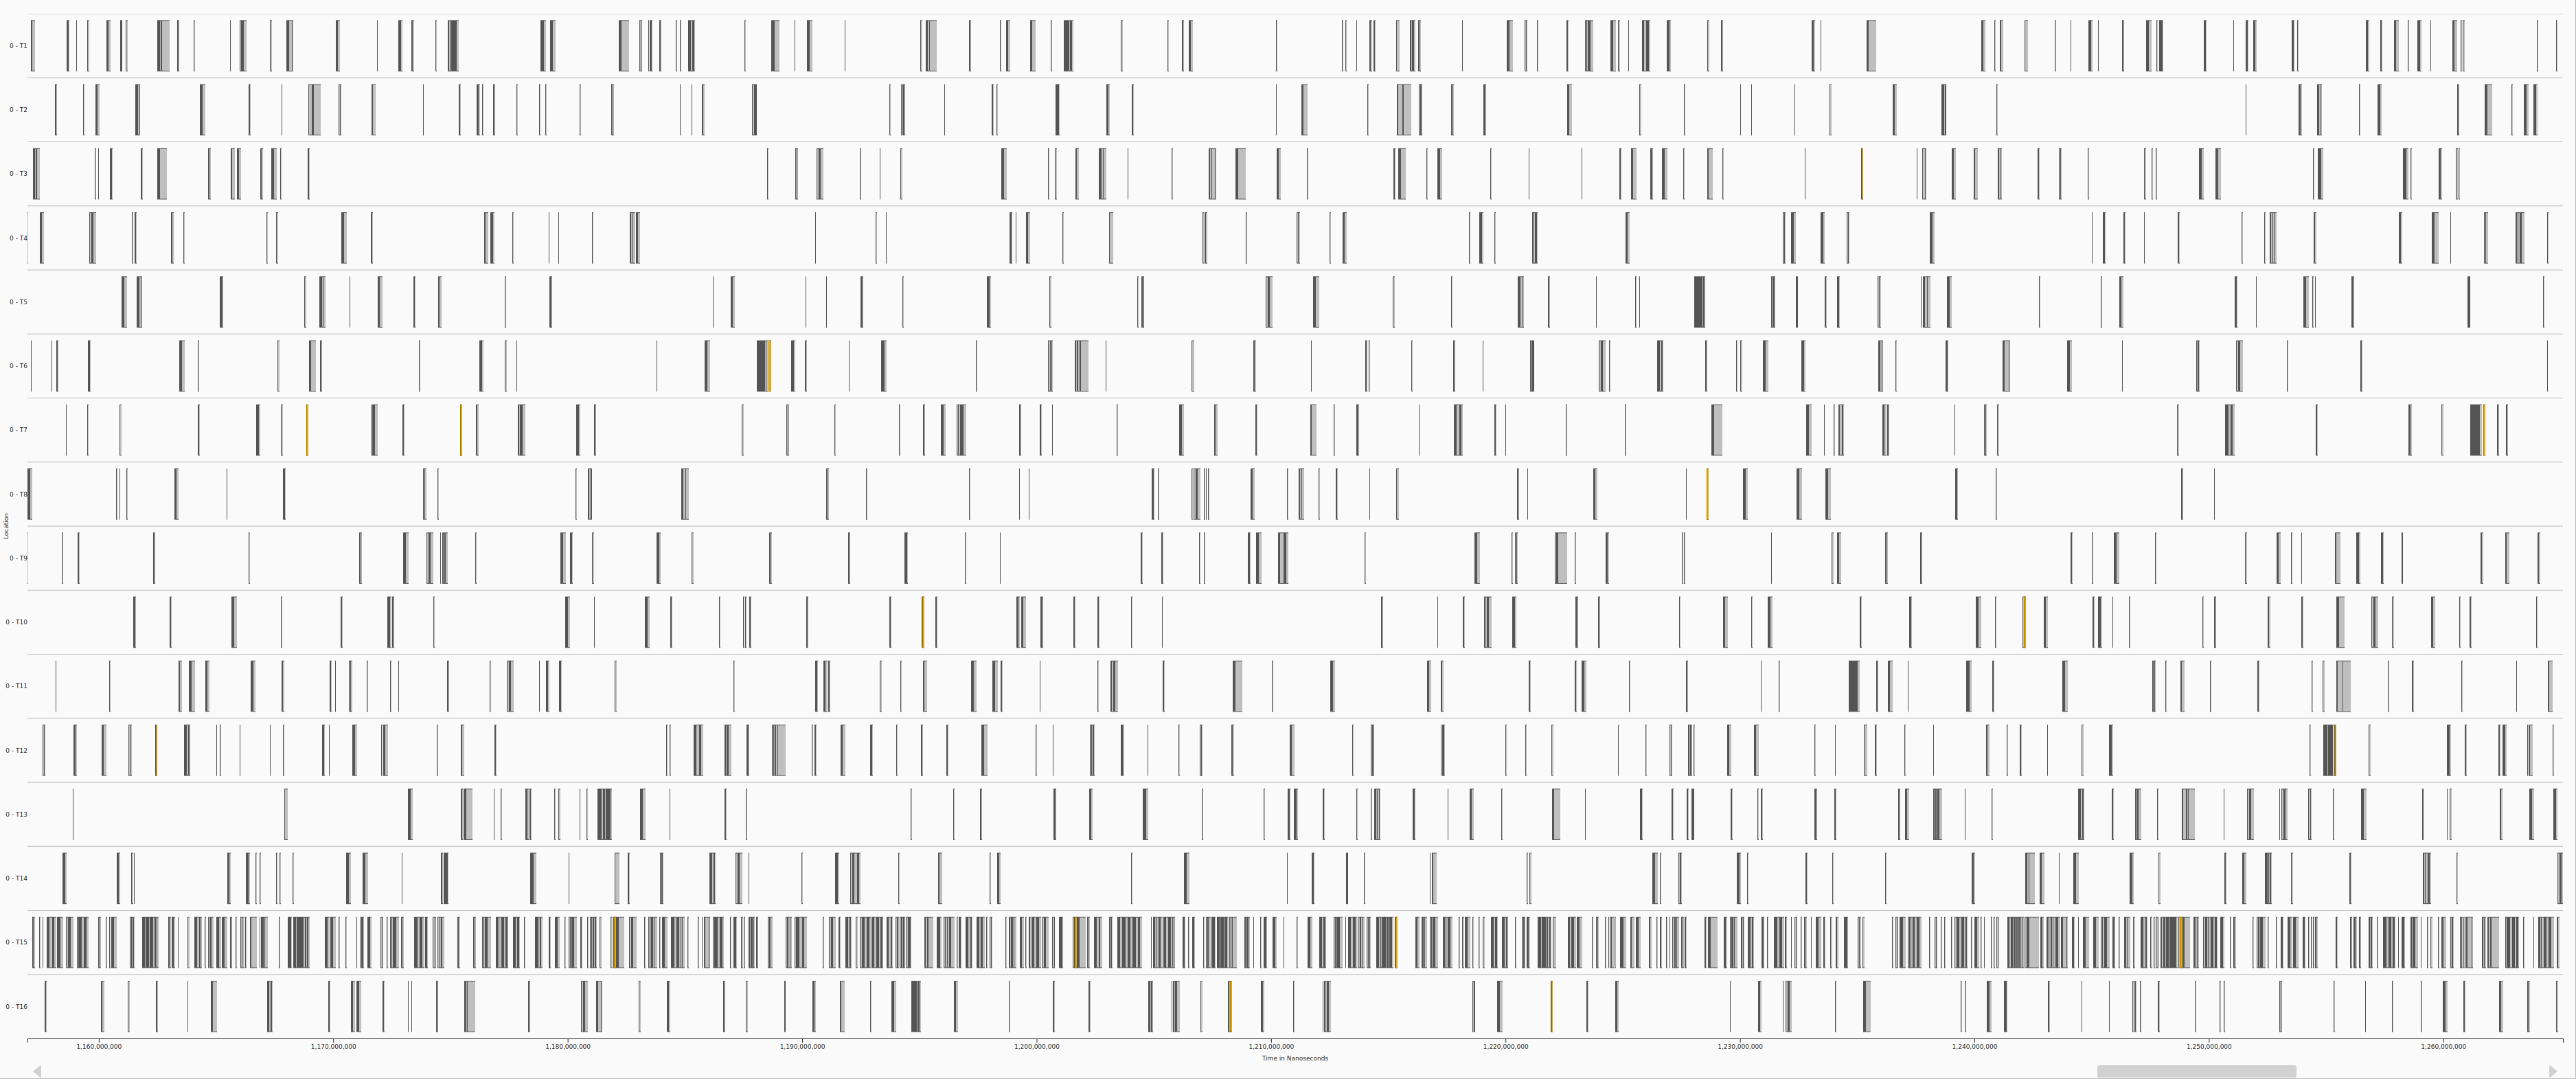 0 - T1
0 - T2
0 - T3
0 - T4
0 - T5
0 - T6
0 - T7
0 - T8
Location
0 - T9
0 - T10
0 - T11
0 - T12
0 - T13
0 - T14
0 - T15
0 - T16
1,160,000,000 1,170,000,000 1,180,000,000 1,190,000,000 1,200,000,000 1,210,000,000 1,220,000,000 1,230,000,000 1,240,000,000 1,250,000,000 1,260,000,000
Time in Nanoseconds